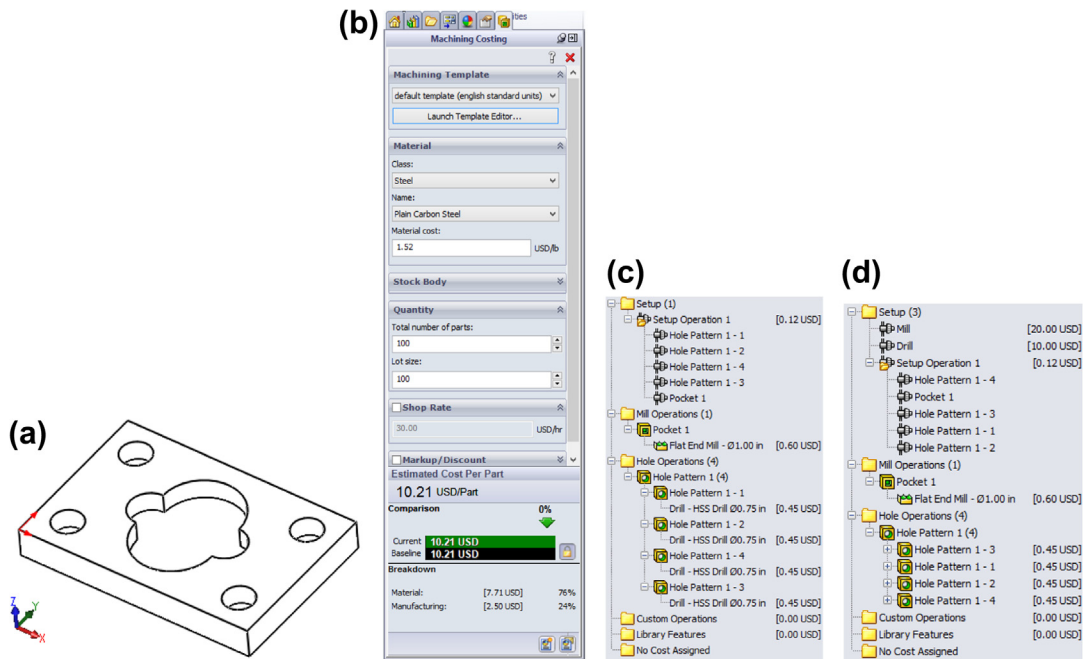 (a)
Z
Y
X
(b)
ities
Machining Costing
?
Machining Template
default template (english standard units)
Launch Template Editor...
Material
Class:
Steel
Name:
Plain Carbon Steel
Material cost:
1.52 USD/lb
Stock Body
Quantity
Total number of parts:
100
Lot size:
100
Shop Rate
30.00 USD/hr
Markup/Discount
Estimated Cost Per Part
10.21 USD/Part
Comparison 0%
Current 10.21 USD
Baseline 10.21 USD
Breakdown
Material: [7.71 USD] 76%
Manufacturing: [2.50 USD] 24%
(c)
Setup (1)
Setup Operation 1 [0.12 USD]
Hole Pattern 1 - 1
Hole Pattern 1 - 2
Hole Pattern 1 - 4
Hole Pattern 1 - 3
Pocket 1
Mill Operations (1)
Pocket 1
Flat End Mill - Ø1.00 in [0.60 USD]
Hole Operations (4)
Hole Pattern 1 (4)
Hole Pattern 1 - 1
Drill - HSS Drill Ø0.75 in [0.45 USD]
Hole Pattern 1 - 2
Drill - HSS Drill Ø0.75 in [0.45 USD]
Hole Pattern 1 - 4
Drill - HSS Drill Ø0.75 in [0.45 USD]
Hole Pattern 1 - 3
Drill - HSS Drill Ø0.75 in [0.45 USD]
Custom Operations [0.00 USD]
Library Features [0.00 USD]
No Cost Assigned
(d)
Setup (3)
Mill [20.00 USD]
Drill [10.00 USD]
Setup Operation 1 [0.12 USD]
Hole Pattern 1 - 4
Pocket 1
Hole Pattern 1 - 3
Hole Pattern 1 - 1
Hole Pattern 1 - 2
Mill Operations (1)
Pocket 1
Flat End Mill - Ø1.00 in [0.60 USD]
Hole Operations (4)
Hole Pattern 1 (4)
Hole Pattern 1 - 3 [0.45 USD]
Hole Pattern 1 - 1 [0.45 USD]
Hole Pattern 1 - 2 [0.45 USD]
Hole Pattern 1 - 4 [0.45 USD]
Custom Operations [0.00 USD]
Library Features [0.00 USD]
No Cost Assigned